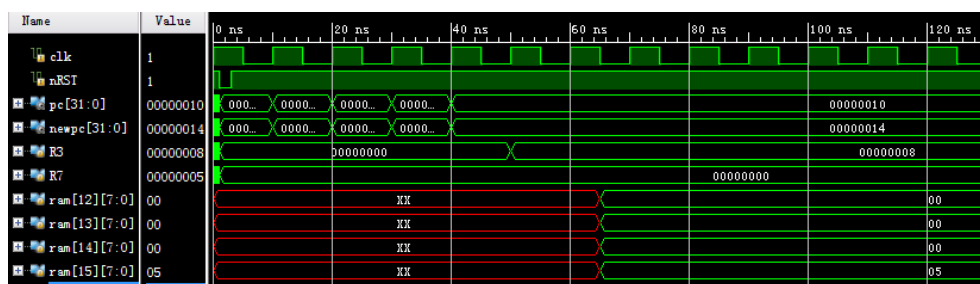 Name Value 0 ns 20 ns 40 ns 60 ns 80 ns 100 ns 120 ns
clk 1
nRST 1
pc[31:0] 00000010 000... 0000... 0000... 0000... 00000010
newpc[31:0] 00000014 000... 0000... 0000... 0000... 00000014
R3 00000008 00000000 00000008
R7 00000005 00000000
ram[12][7:0] 00 XX 00
ram[13][7:0] 00 XX 00
ram[14][7:0] 00 XX 00
ram[15][7:0] 05 XX 05